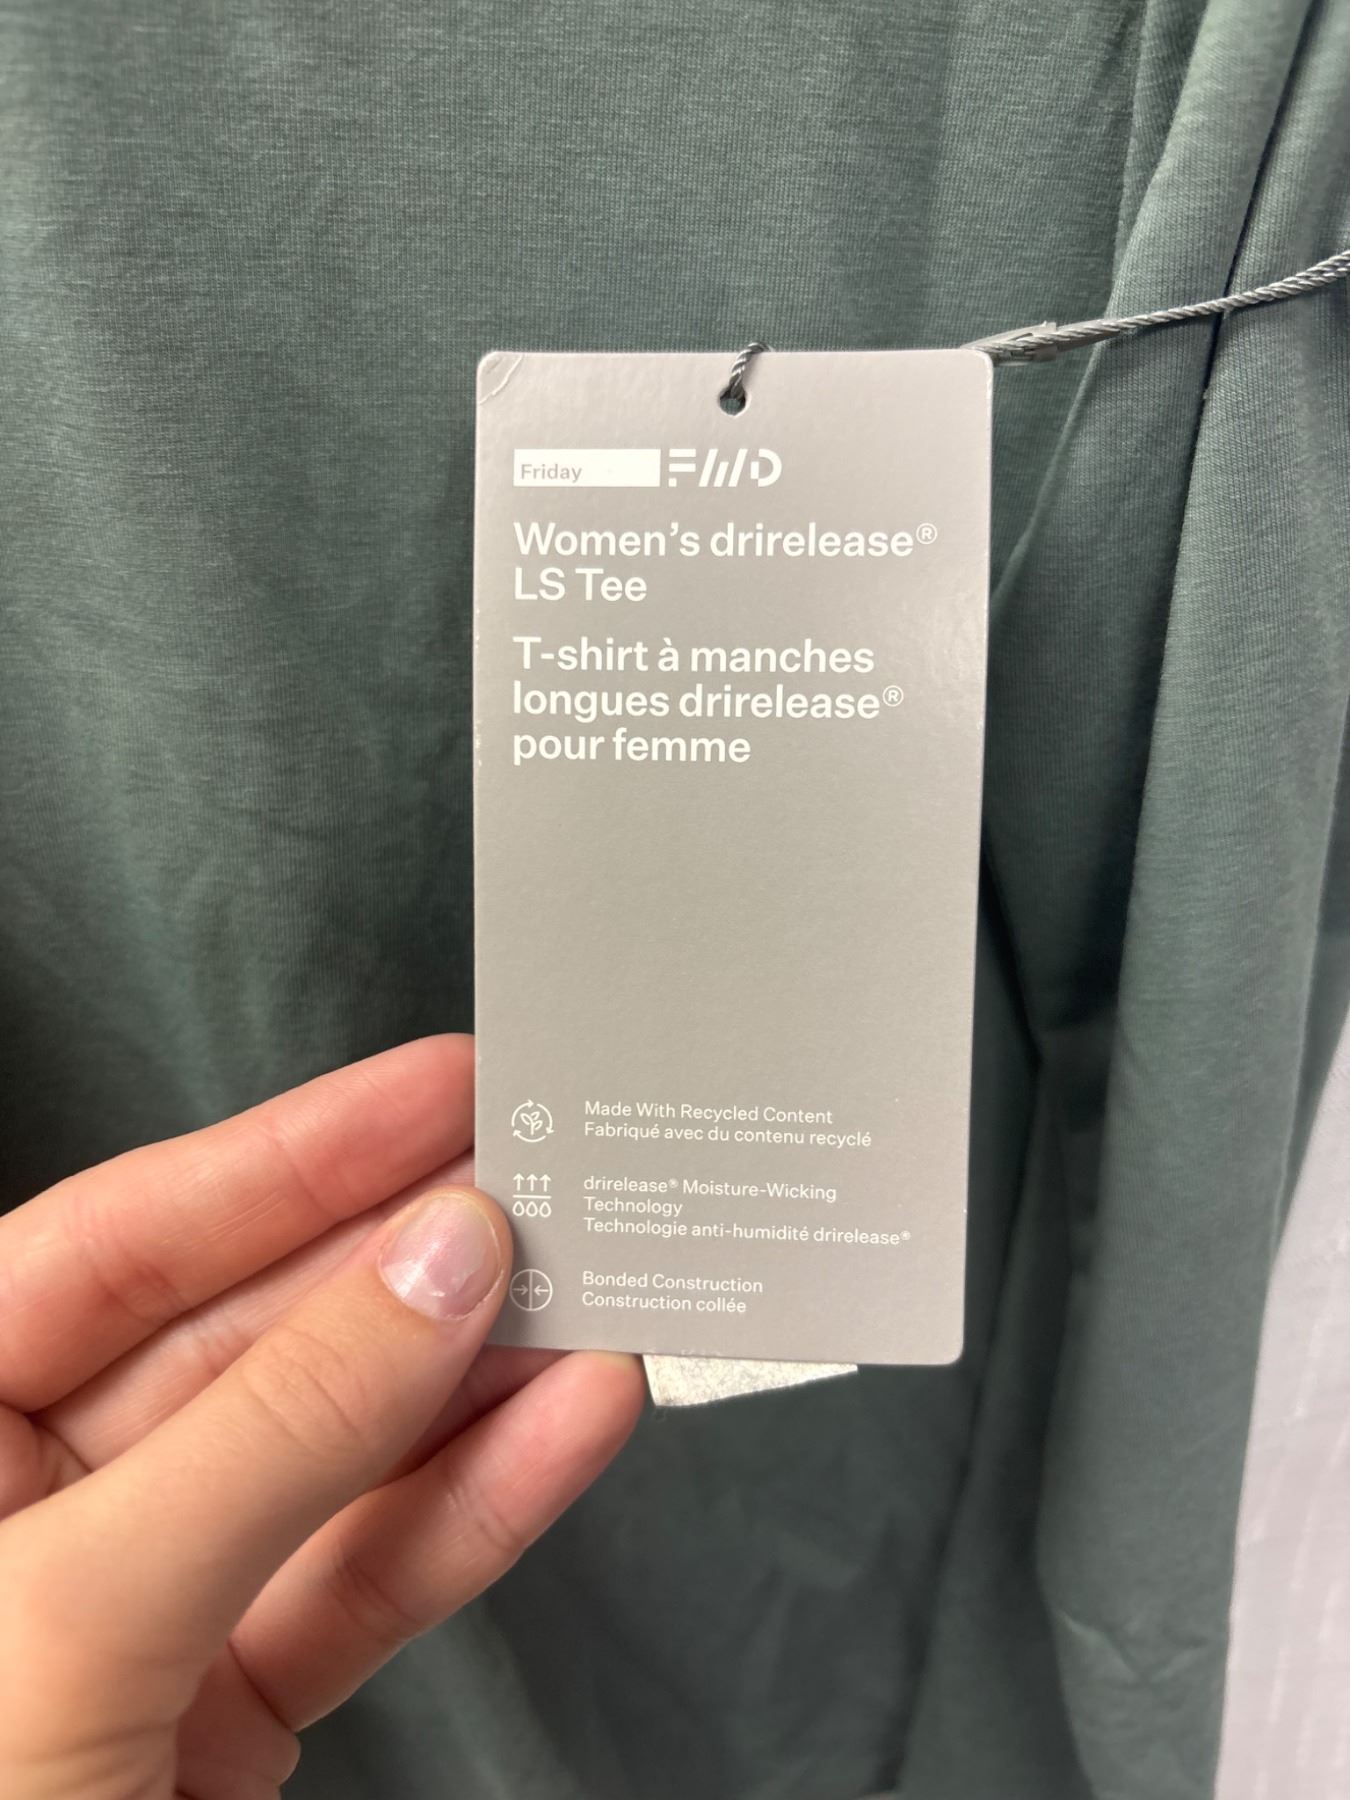 Friday FWD
Women's drirelease®
LS Tee
T-shirt à manches
longues drirelease®
pour femme
Made With Recycled Content
Fabriqué avec du contenu recyclé
drirelease® Moisture-Wicking
Technology
Technologie anti-humidité drirelease®
Bonded Construction
Construction collée